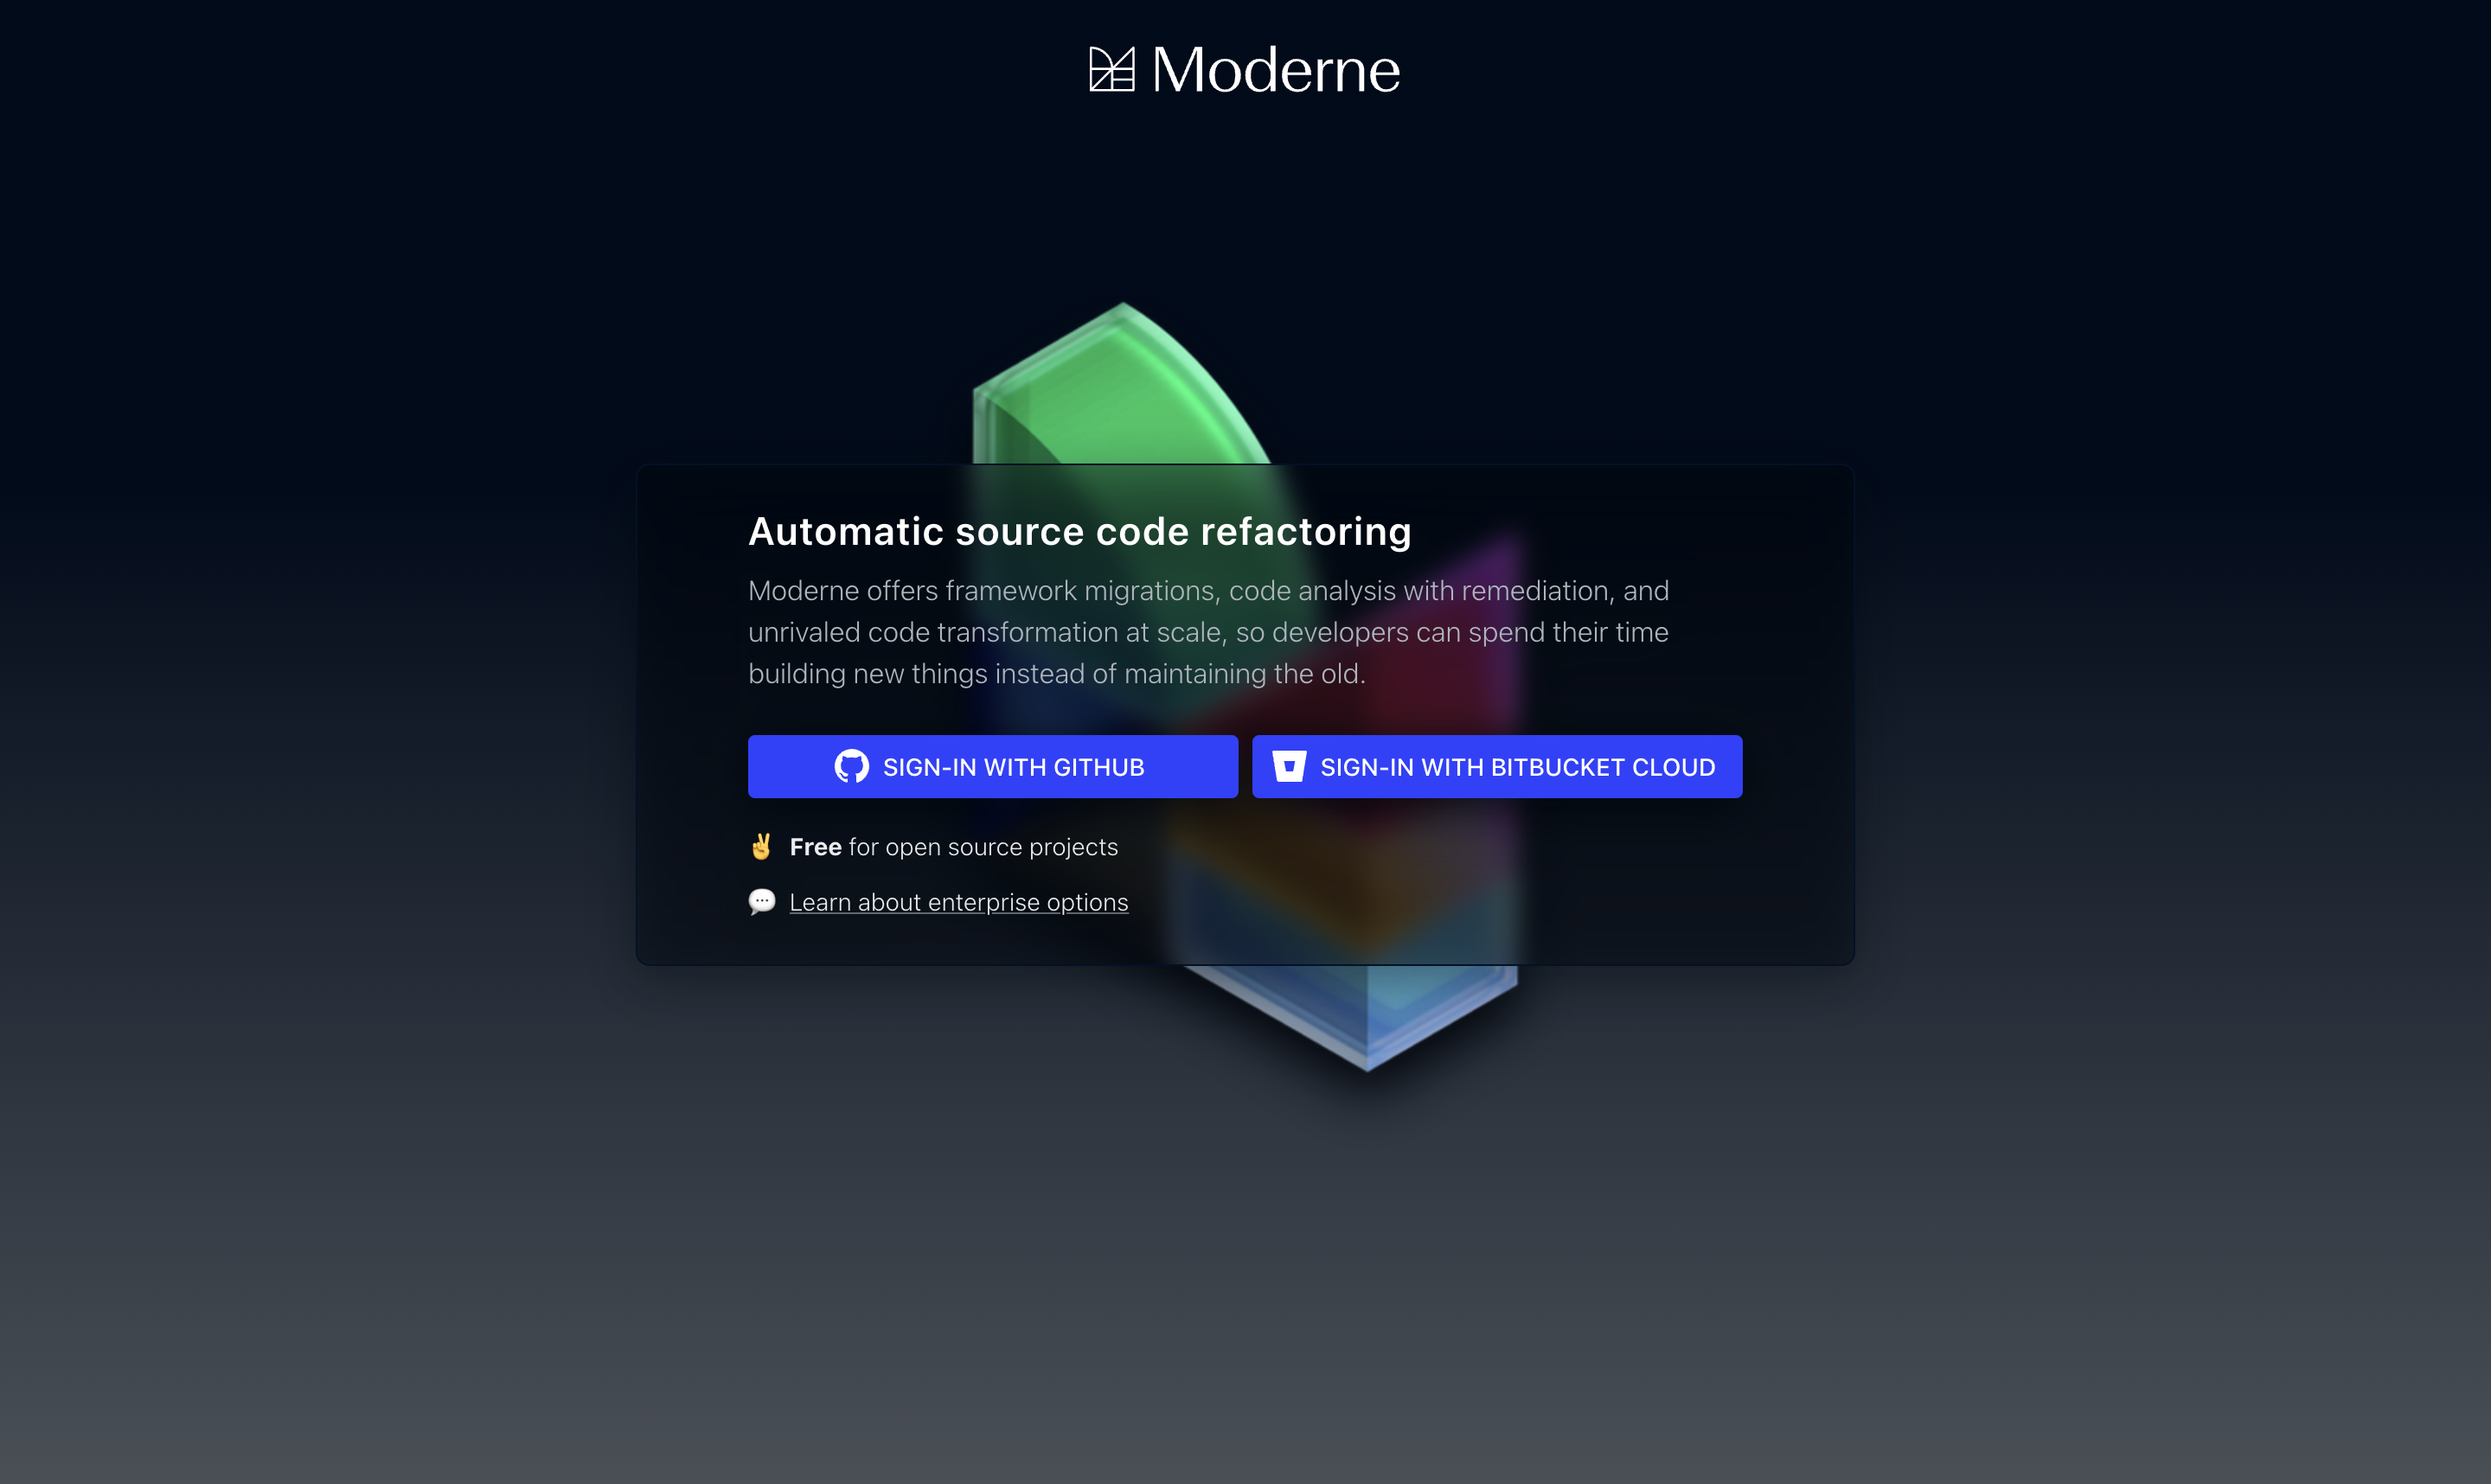 Moderne
Automatic source code refactoring
Moderne offers framework migrations, code analysis with remediation, and
unrivaled code transformation at scale, so developers can spend their time
building new things instead of maintaining the old.
SIGN-IN WITH GITHUB
SIGN-IN WITH BITBUCKET CLOUD
✌️ Free for open source projects
💬 Learn about enterprise options